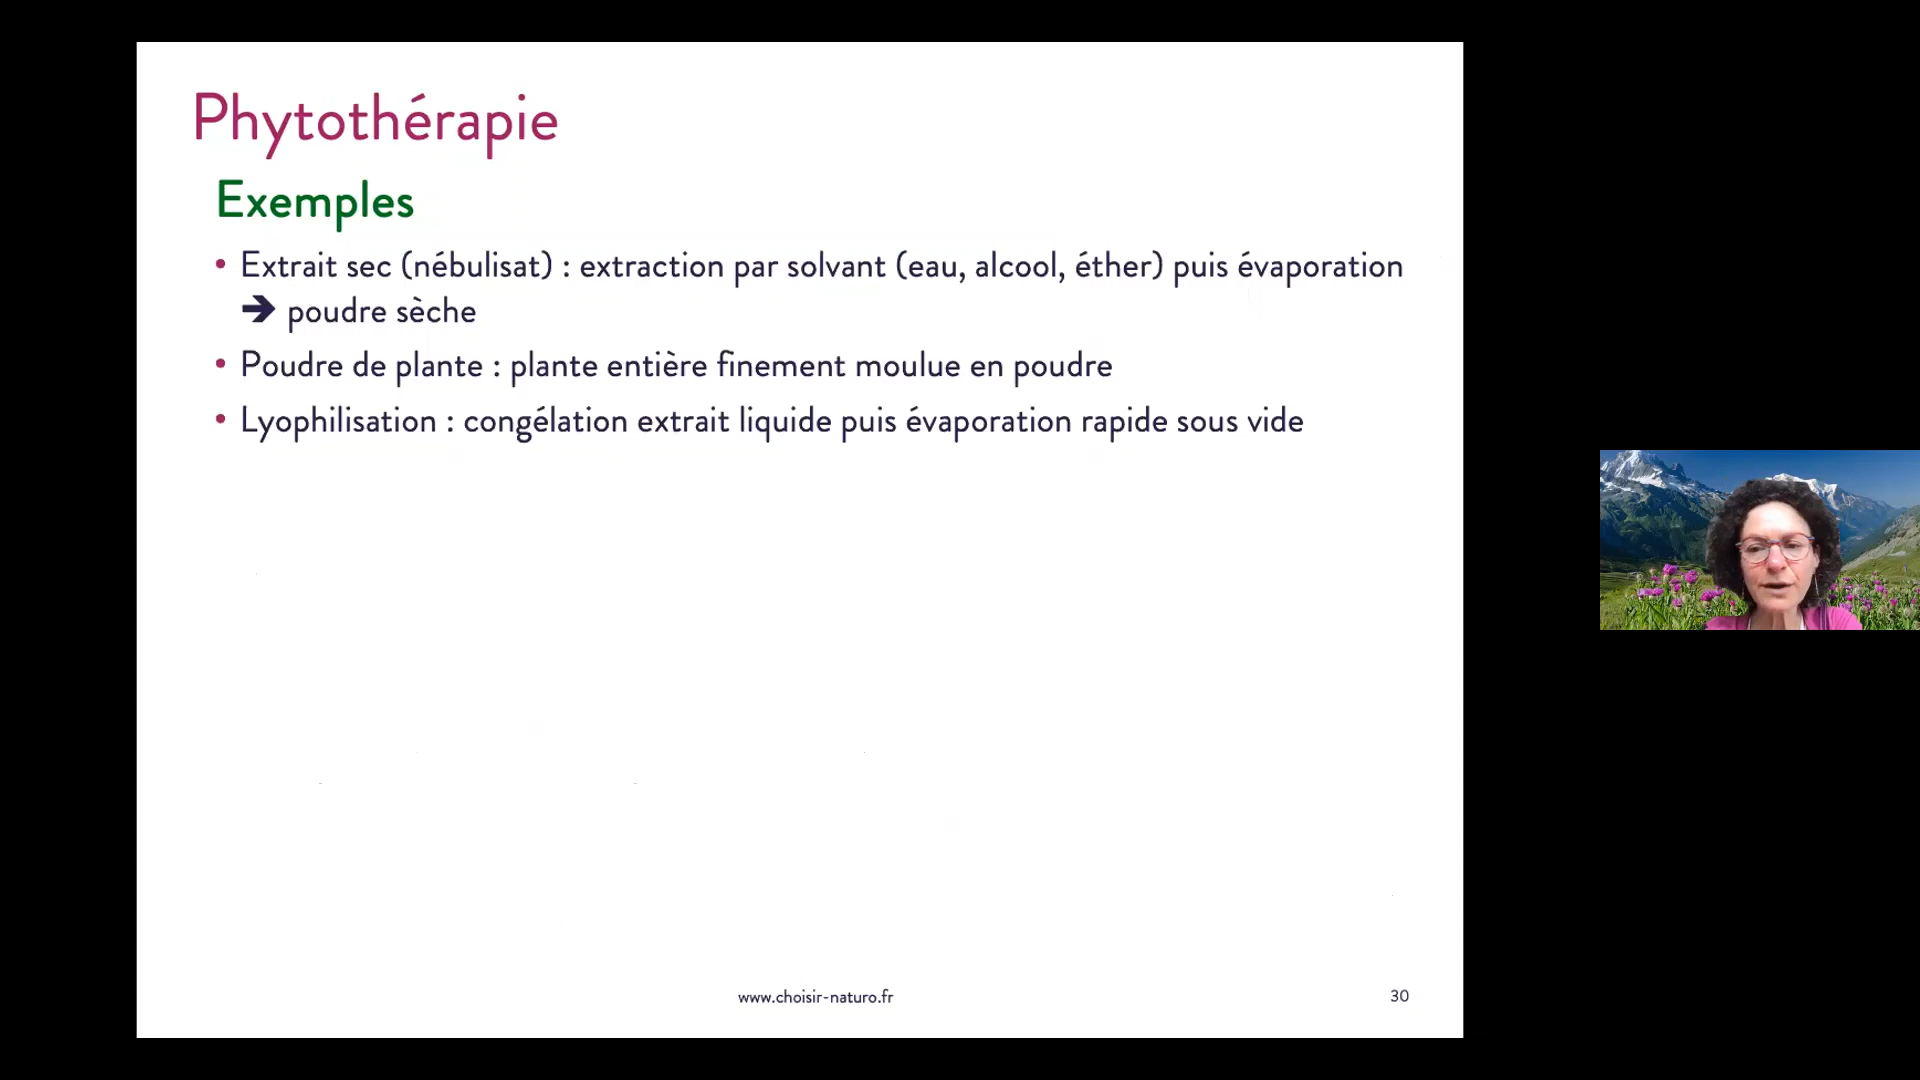 Phytothérapie
Exemples
• Extrait sec (nébulisat) : extraction par solvant (eau, alcool, éther) puis évaporation
➔ poudre sèche
• Poudre de plante : plante entière finement moulue en poudre
• Lyophilisation : congélation extrait liquide puis évaporation rapide sous vide
www.choisir-naturo.fr
30